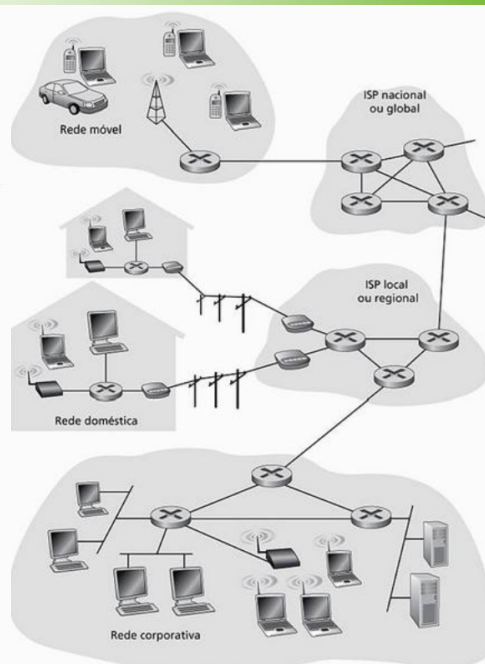 Rede móvel
ISP nacional
ou global
ISP local
ou regional
Rede doméstica
Rede corporativa